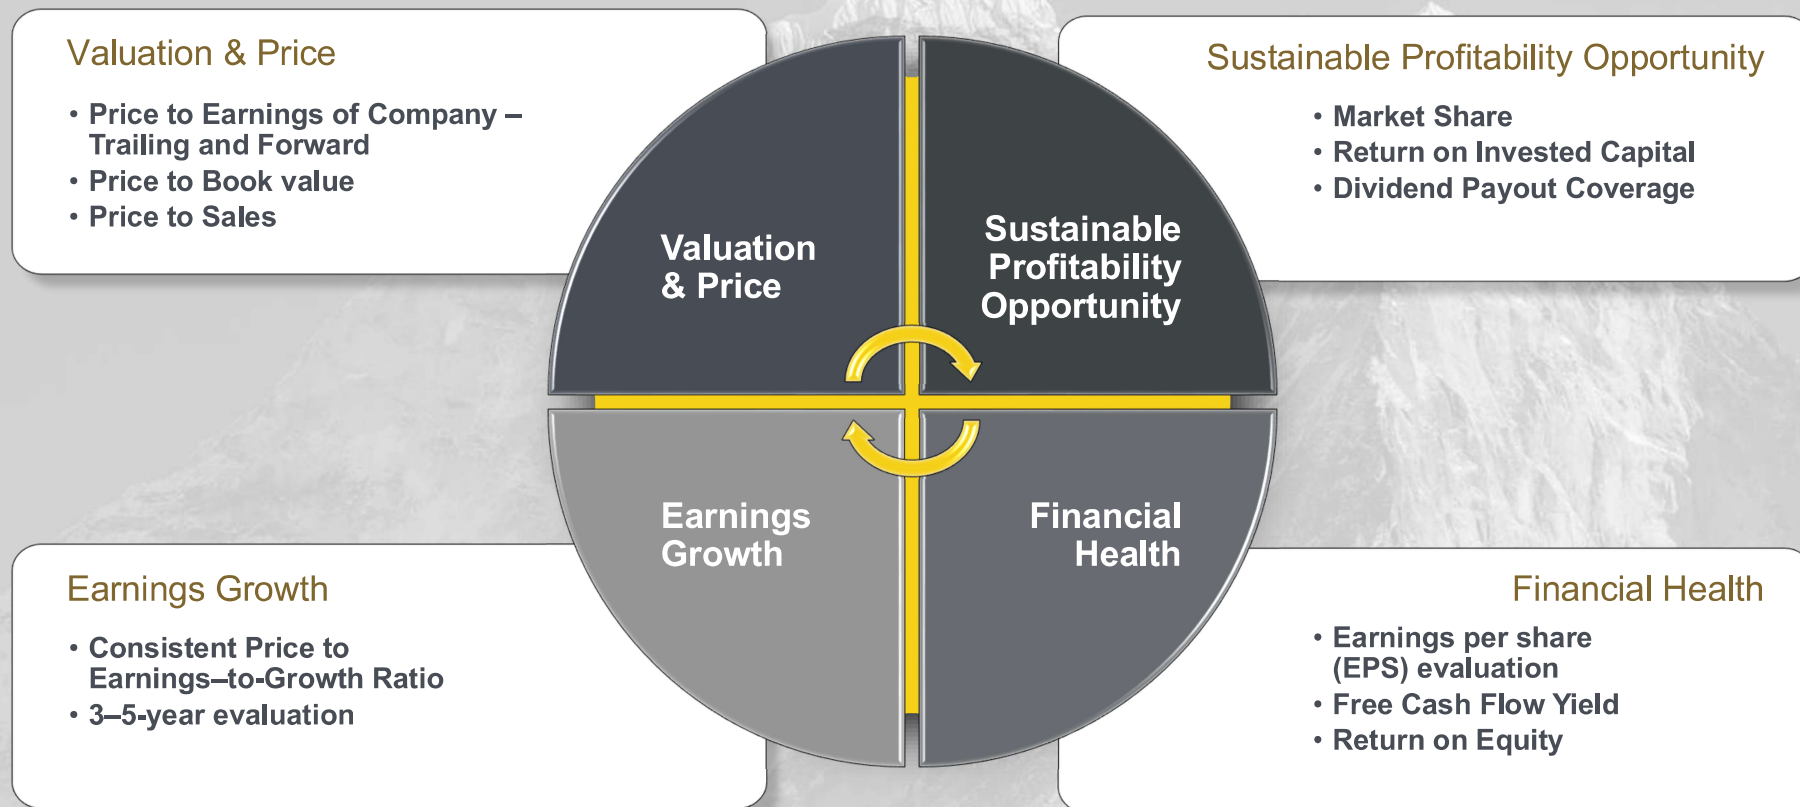 Valuation & Price
• Price to Earnings of Company –
Trailing and Forward
• Price to Book value
• Price to Sales
Sustainable Profitability Opportunity
• Market Share
• Return on Invested Capital
• Dividend Payout Coverage
Valuation
& Price
Sustainable
Profitability
Opportunity
Earnings
Growth
Financial
Health
Earnings Growth
• Consistent Price to
Earnings–to-Growth Ratio
• 3–5-year evaluation
Financial Health
• Earnings per share
(EPS) evaluation
• Free Cash Flow Yield
• Return on Equity